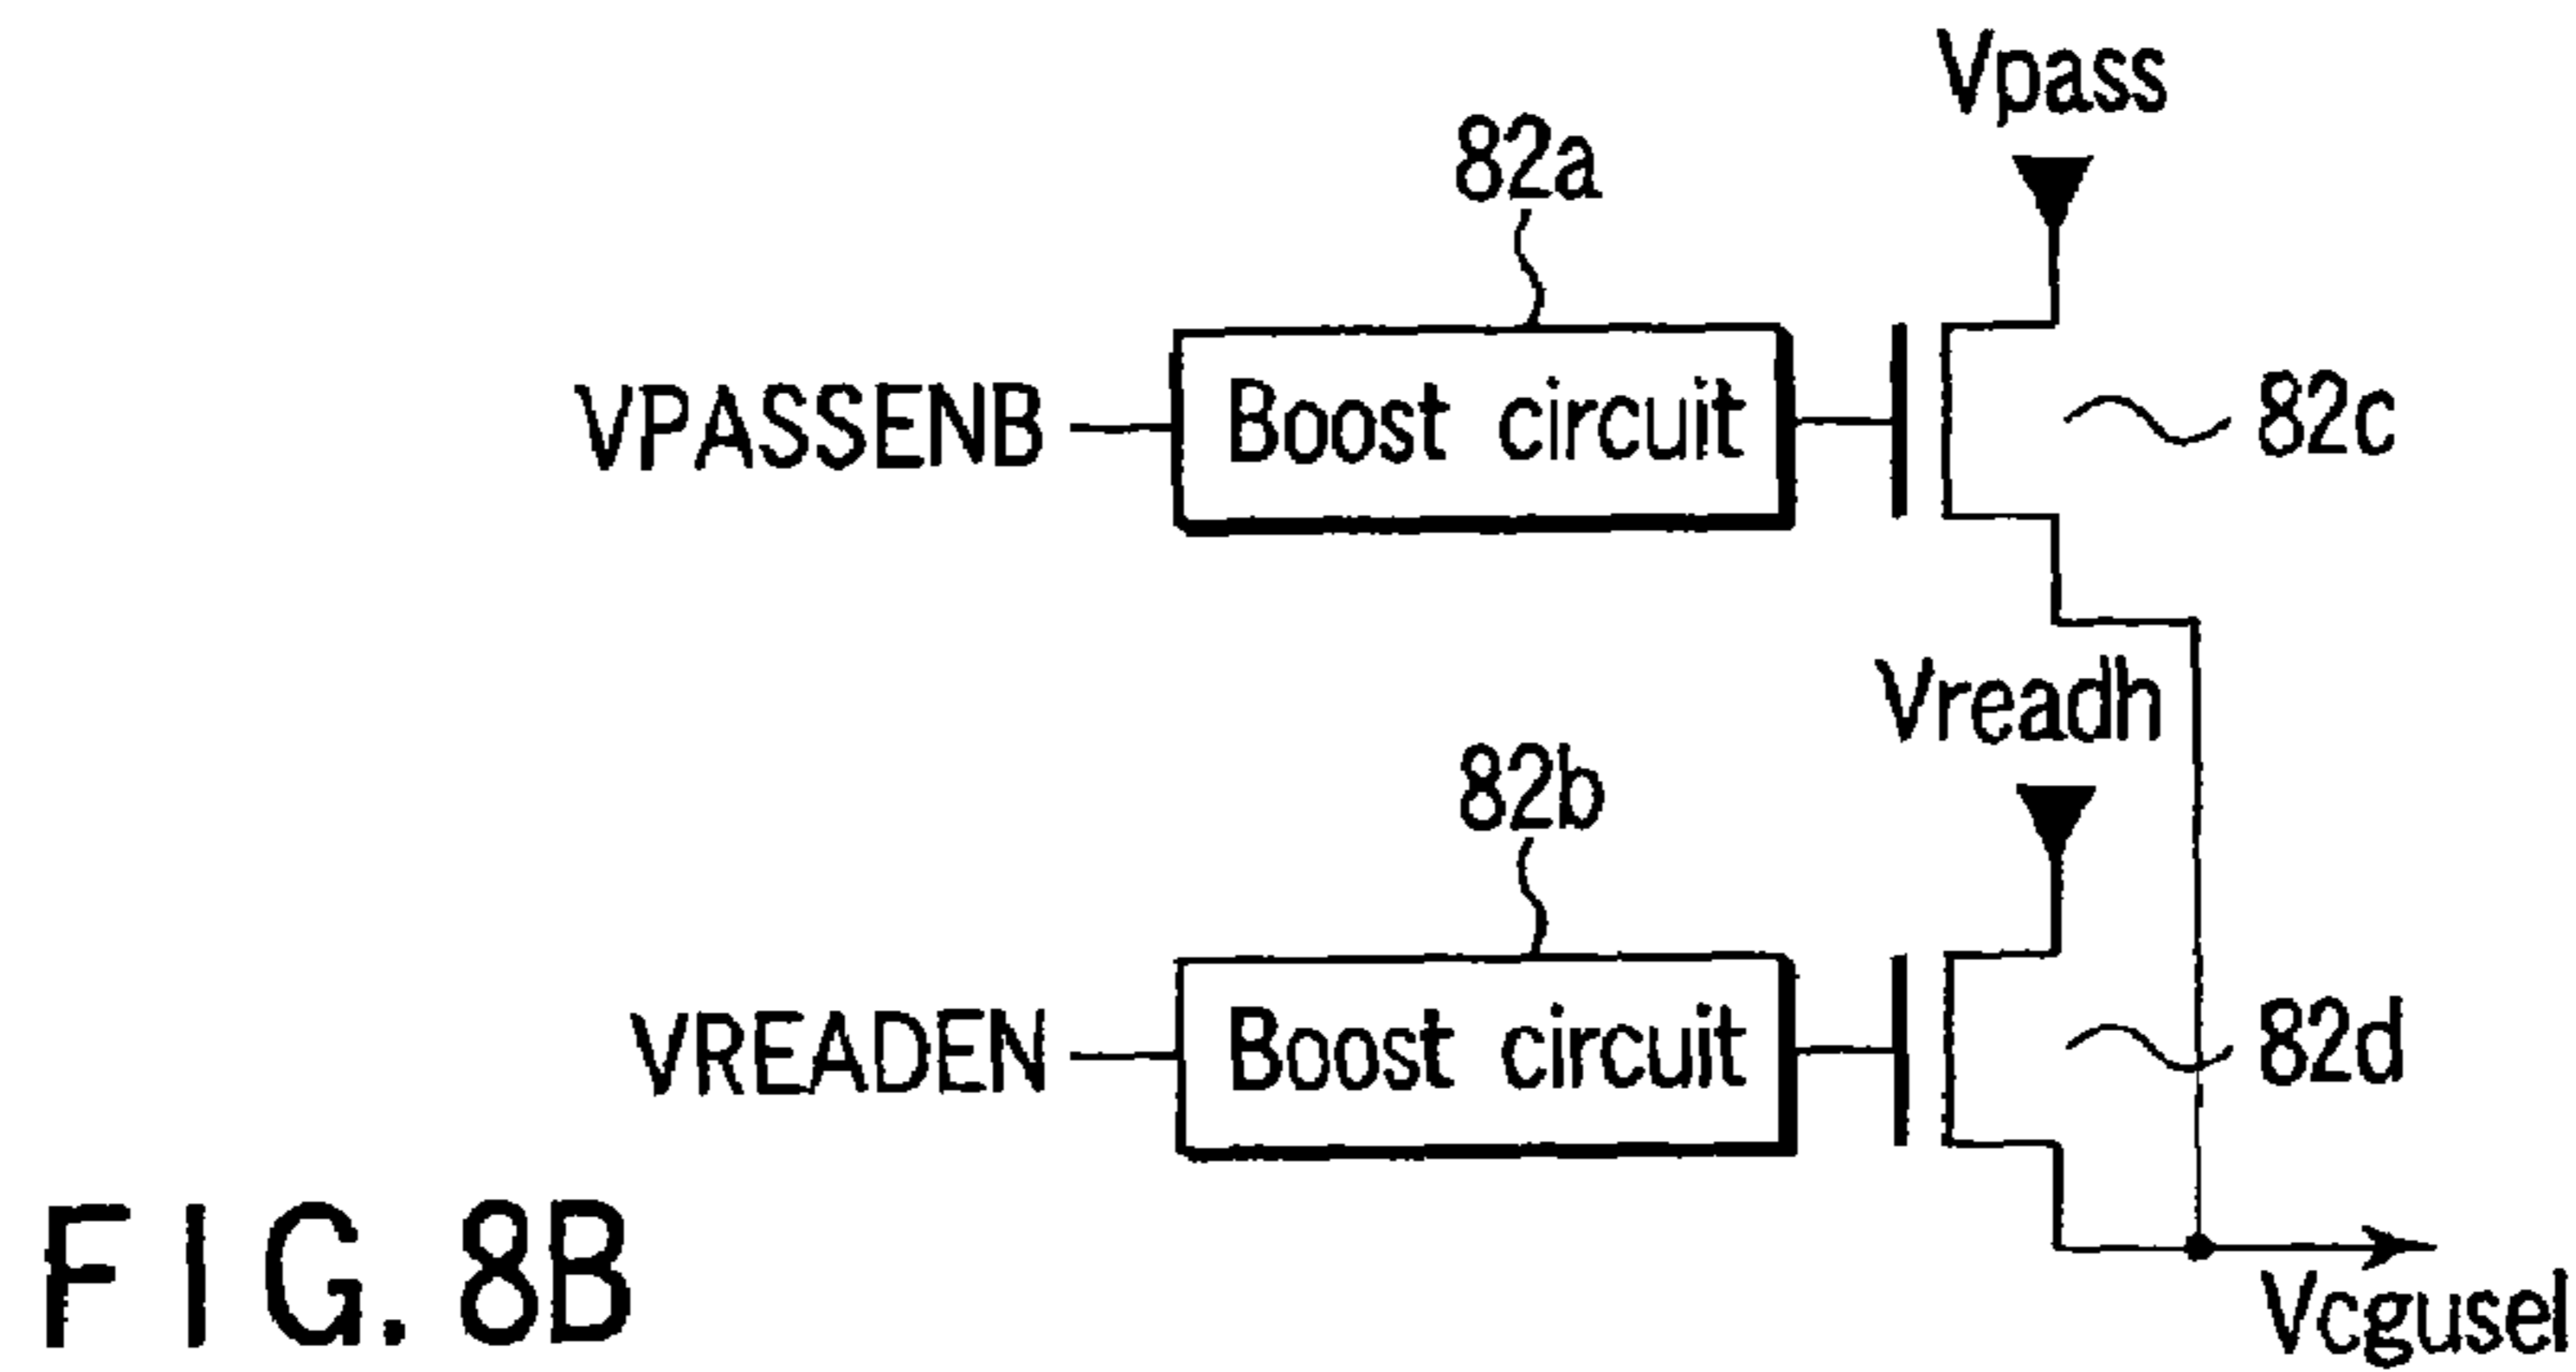 Vpass
82a
VPASSENB
Boost circuit
82c
Vreadh
82b
VREADEN
Boost circuit
82d
Vcgusel
FIG. 8B